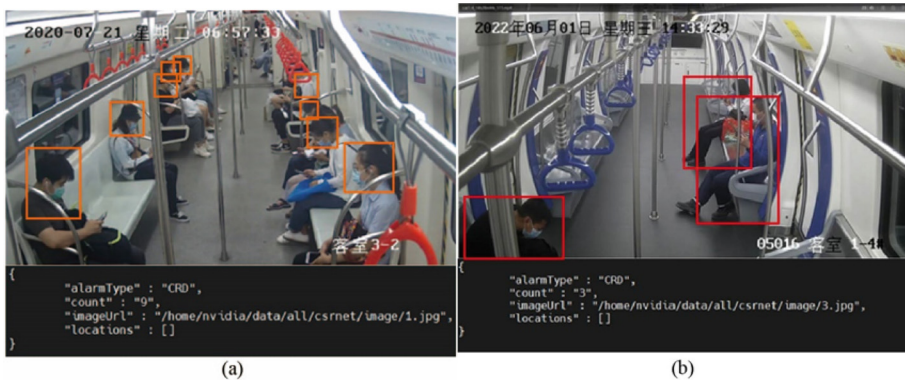 2020-07-21 星期二 06:57:33
客室3-2
{
"alarmType" : "CRD",
"count" : "9",
"imageUrl" : "/home/nvidia/data/all/csrnet/image/1.jpg",
"locations" : []
}
(a)
2022年06月01日 星期三 14:33:29
05016 客室 1-4
{
"alarmType" : "CRD",
"count" : "3",
"imageUrl" : "/home/nvidia/data/all/csrnet/image/3.jpg",
"locations" : []
}
(b)